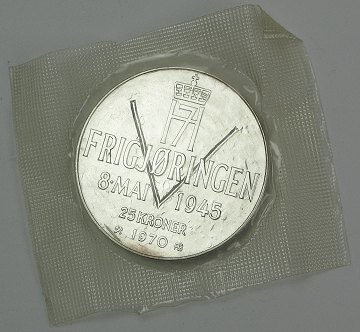 FRIGJØRINGEN
8·MAI 1945
25 KRONER
1970